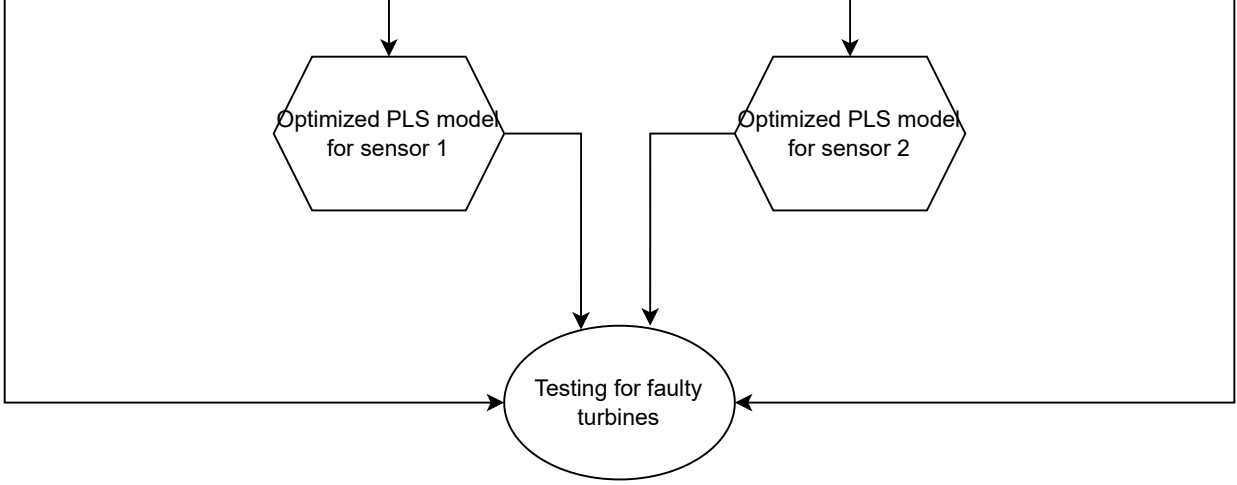 Optimized PLS model
for sensor 1
Optimized PLS model
for sensor 2
Testing for faulty
turbines